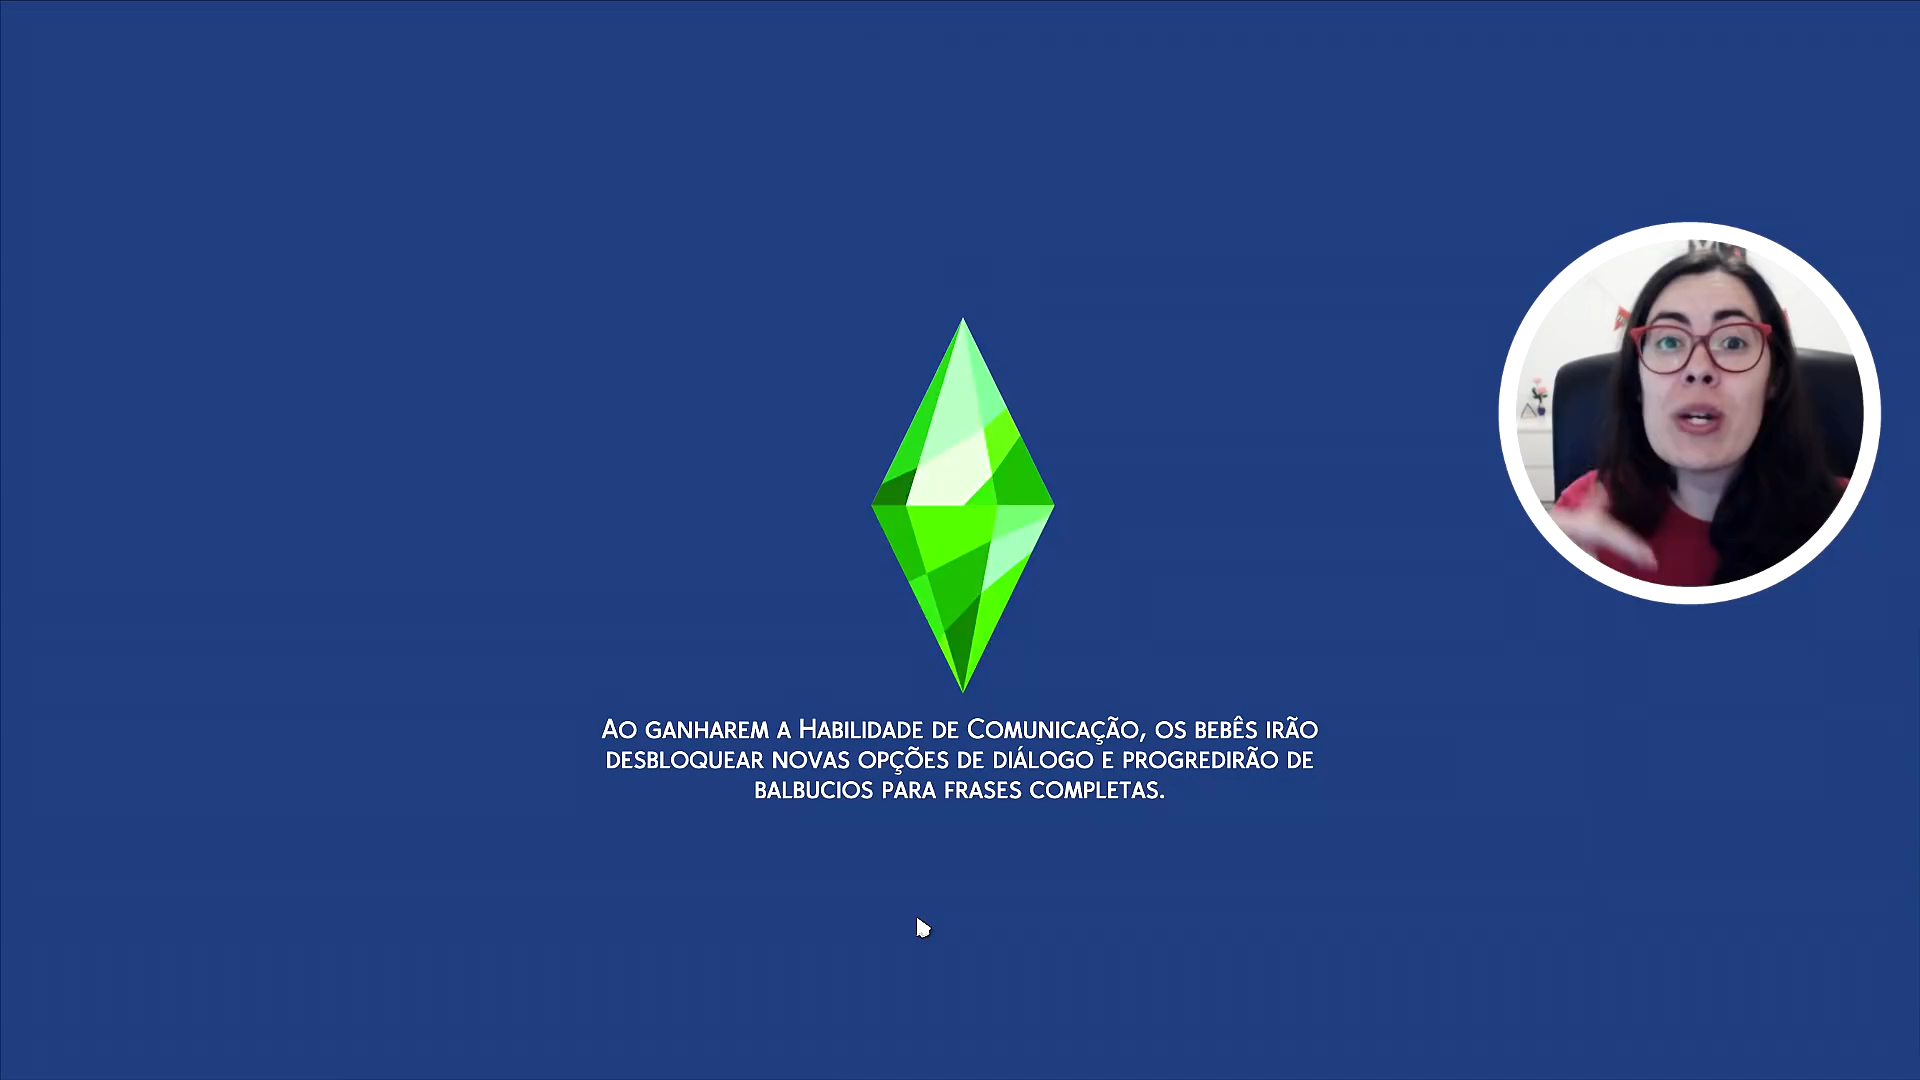 Ao ganharem a Habilidade de Comunicação, os bebês irão
desbloquear novas opções de diálogo e progredirão de
balbucios para frases completas.